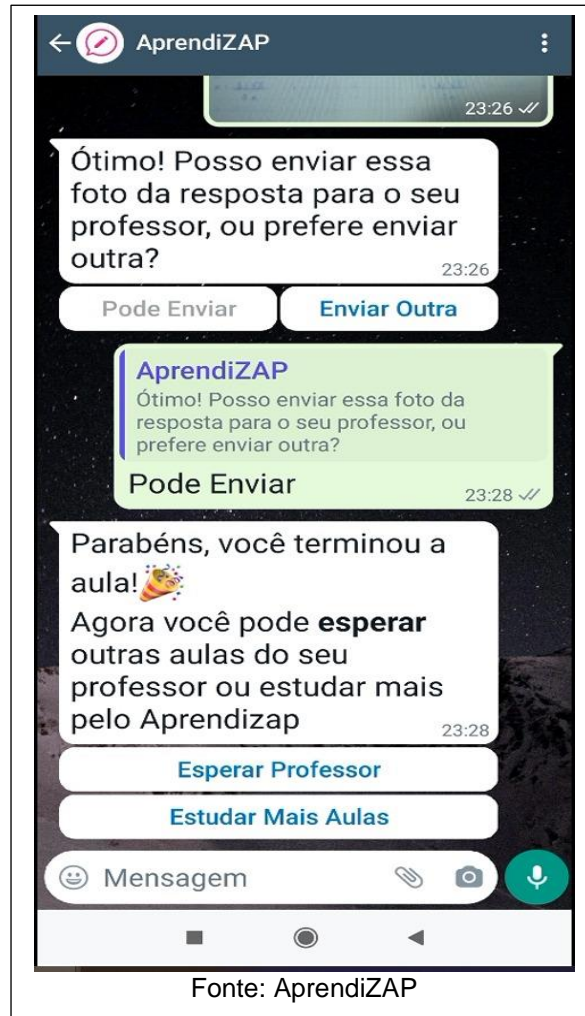 AprendiZAP
23:26
Ótimo! Posso enviar essa
foto da resposta para o seu
professor, ou prefere enviar
outra?
23:26
Pode Enviar
Enviar Outra
AprendiZAP
Ótimo! Posso enviar essa foto da
resposta para o seu professor, ou
prefere enviar outra?
Pode Enviar
23:28
Parabéns, você terminou a
aula!🎉
Agora você pode esperar
outras aulas do seu
professor ou estudar mais
pelo Aprendizap
23:28
Esperar Professor
Estudar Mais Aulas
Mensagem
Fonte: AprendiZAP